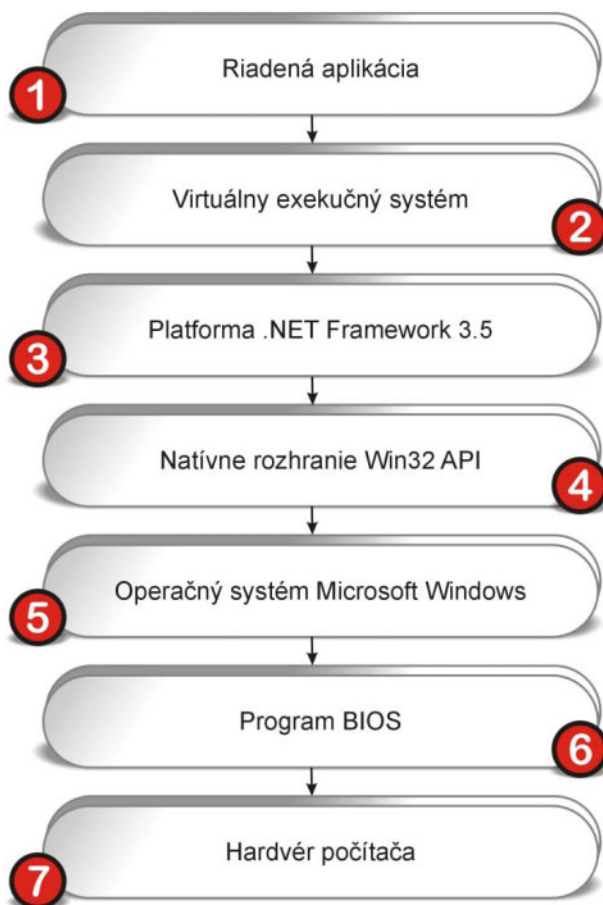 Riadená aplikácia
1
Virtuálny exekučný systém
2
Platforma .NET Framework 3.5
3
Natívne rozhranie Win32 API
4
Operačný systém Microsoft Windows
5
Program BIOS
6
Hardvér počítača
7